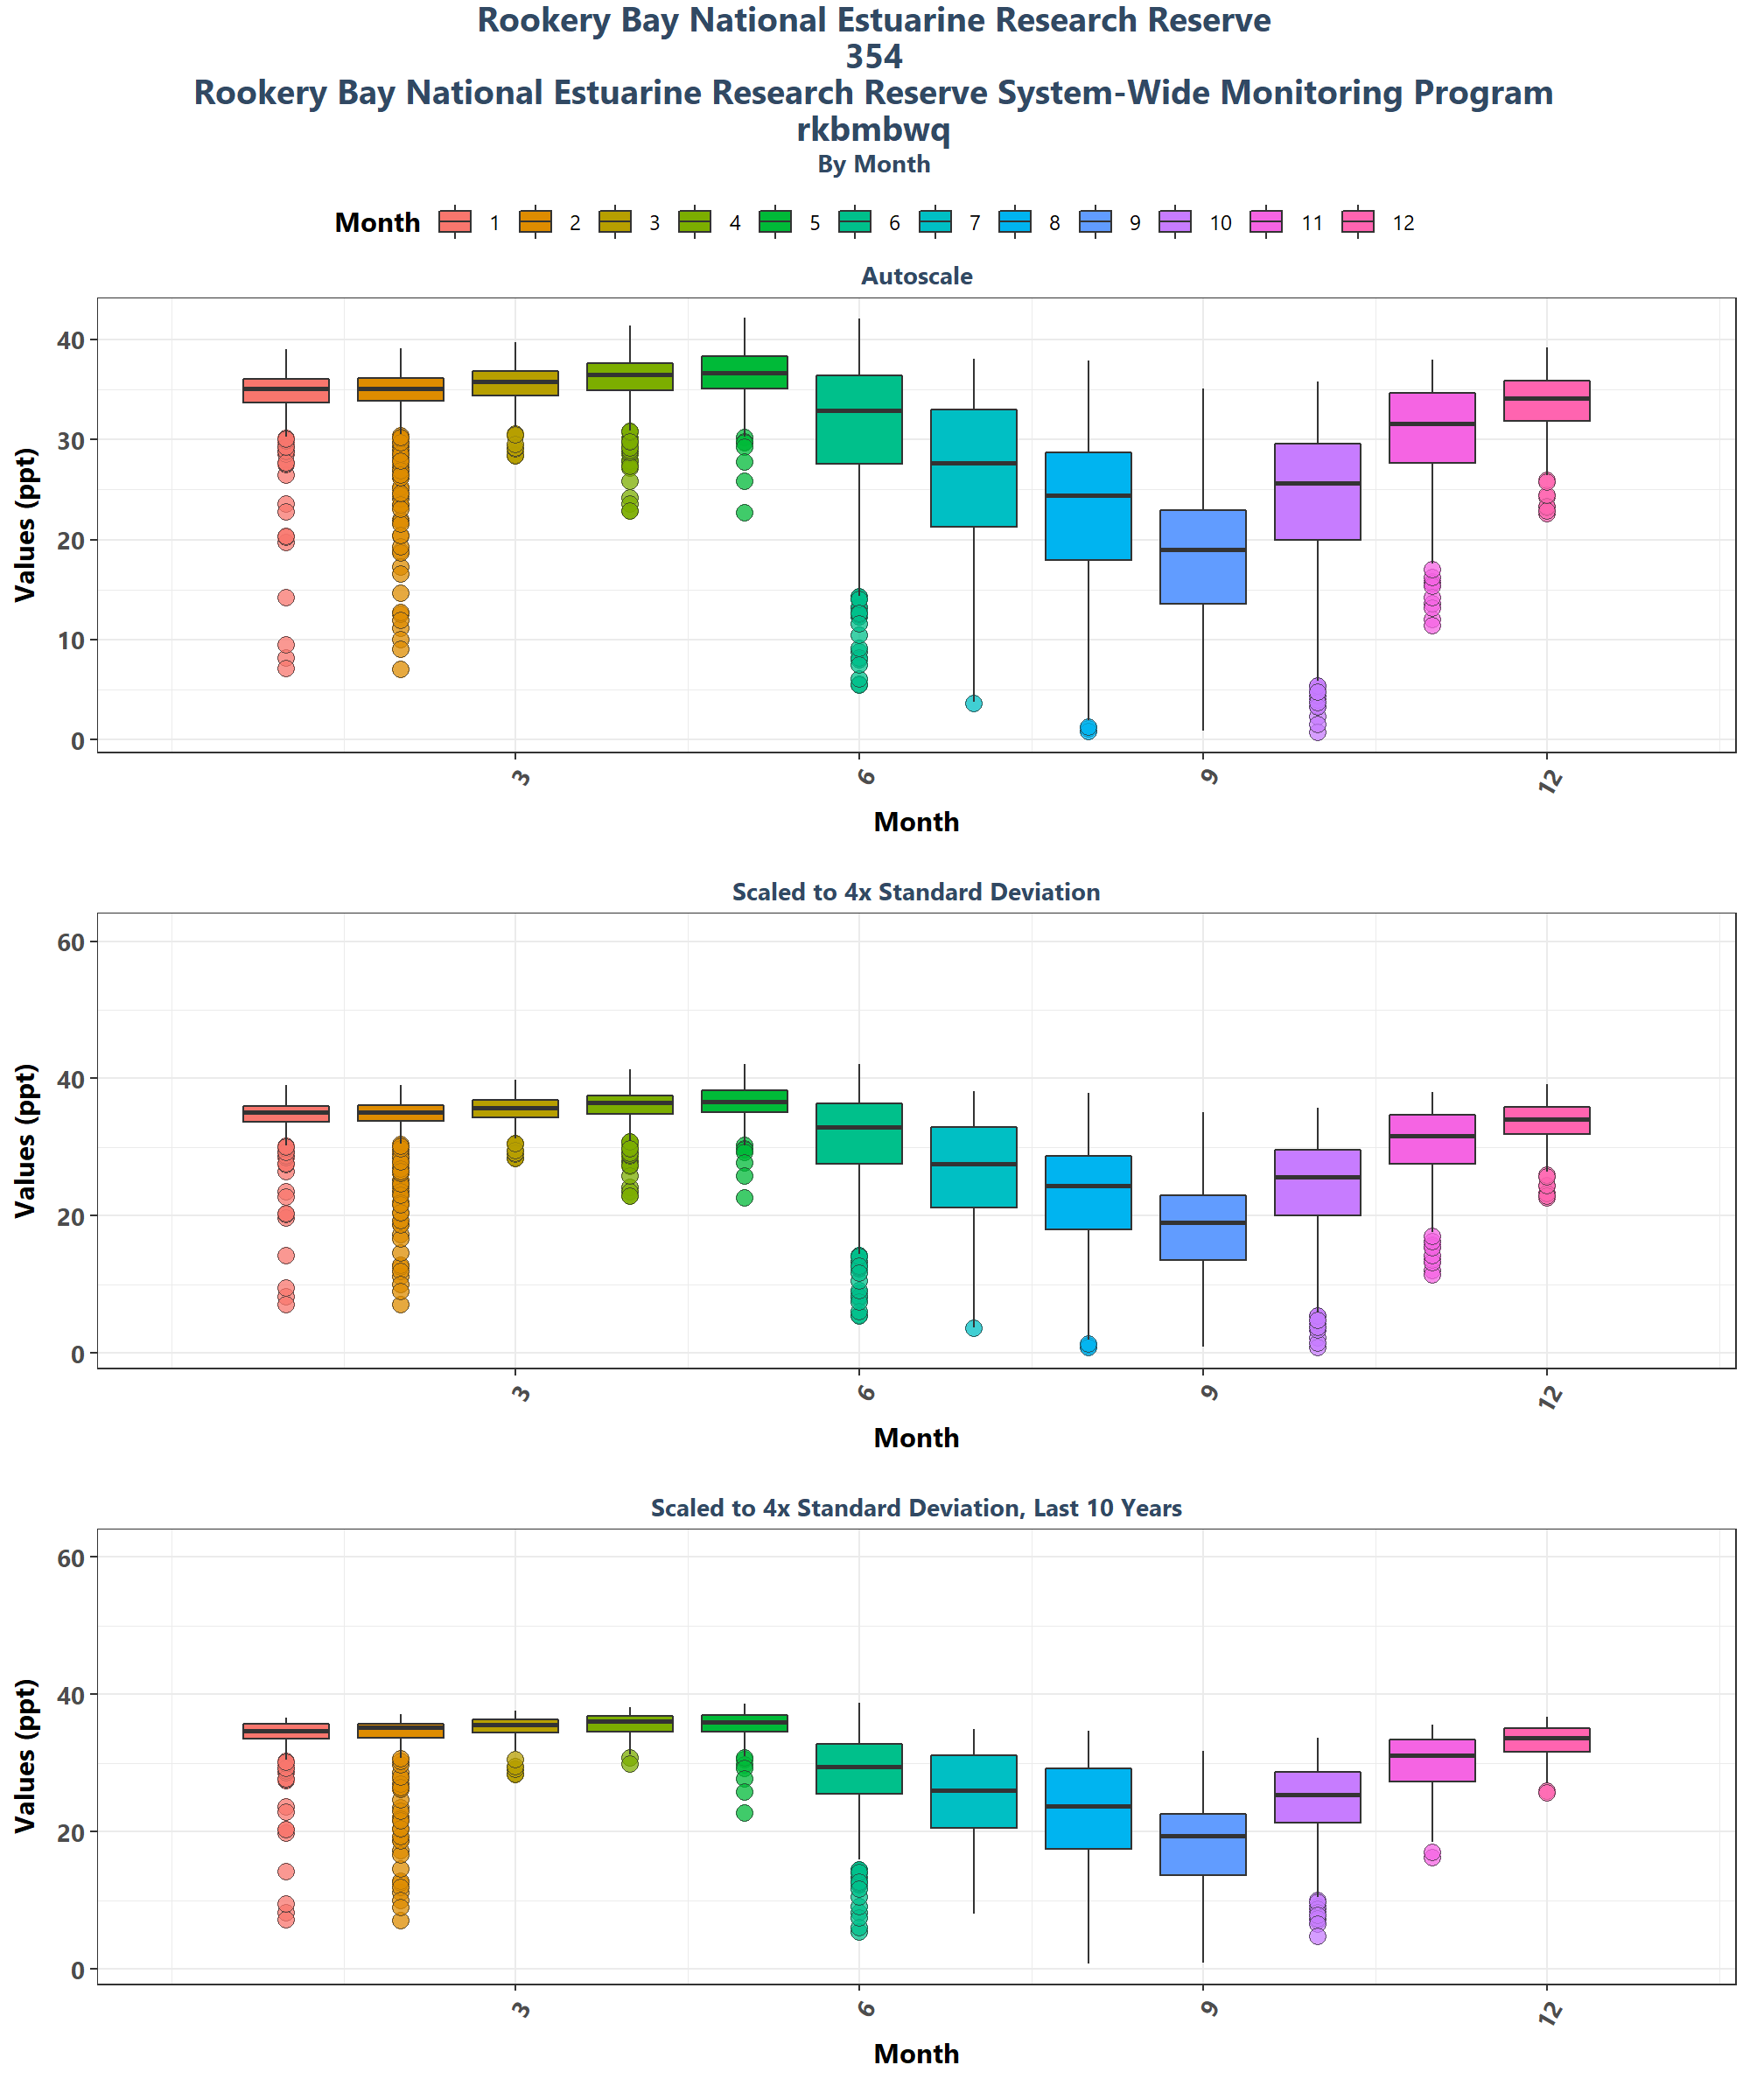 Rookery Bay National Estuarine Research Reserve
354
Rookery Bay National Estuarine Research Reserve System-Wide Monitoring Program
rkbmbwq
By Month
Month 1 2 3 4 5 6 7 8 9 10 11 12
Autoscale
Values (ppt)
40
30
20
10
0
3 6 9 12
Month
Scaled to 4x Standard Deviation
Values (ppt)
60
40
20
0
3 6 9 12
Month
Scaled to 4x Standard Deviation, Last 10 Years
Values (ppt)
60
40
20
0
3 6 9 12
Month